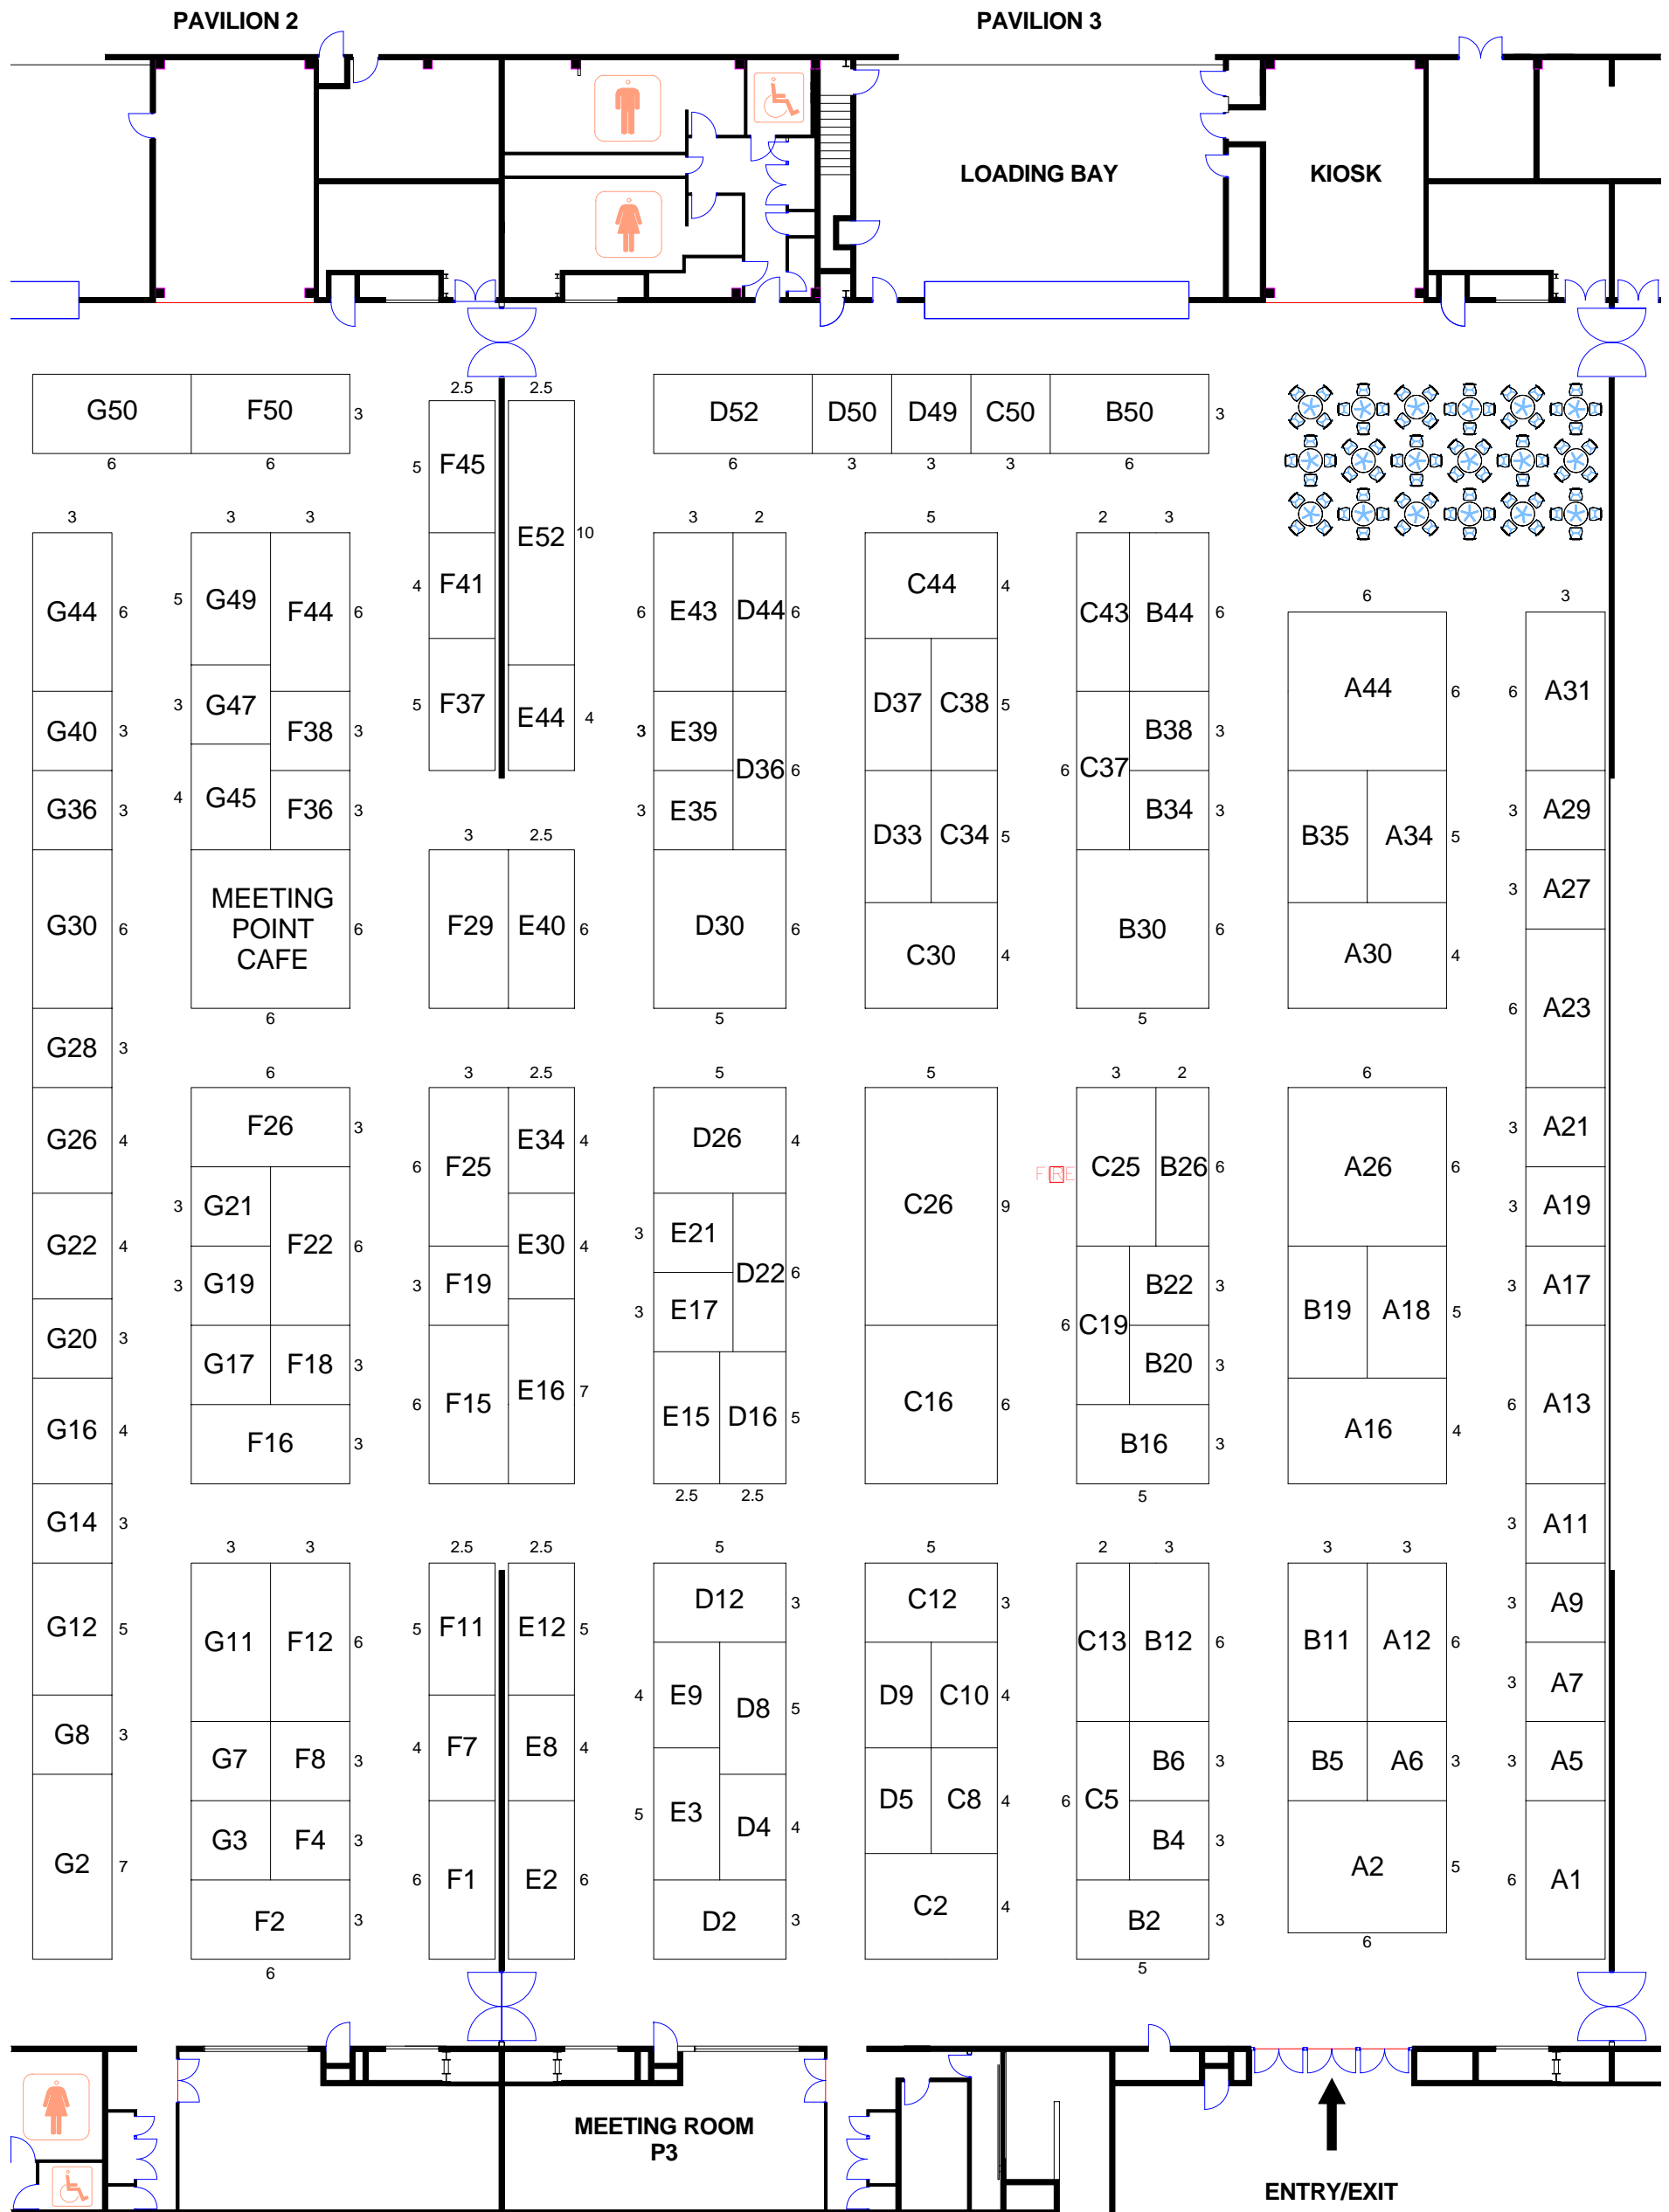 PAVILION 2 PAVILION 3
LOADING BAY KIOSK
2.5 2.5
G50 F50 3 D52 D50 D49 C50 B50 3
6 6 5 F45 6 3 3 3 6
3 3 3 E52 10 3 2 5 2 3
G44 6 5 G49 F44 6 4 F41 6 E43 D44 6 C44 4 C43 B44 6 6 3
G40 3 3 G47 F38 3 5 F37 E44 4 3 E39 D36 6 D37 C38 5 6 C37 B38 3 A44 6 6 A31
G36 3 4 G45 F36 3 3 E35 B34 3 3 A29
3 2.5 D33 C34 5 B35 A34 5
G30 6 MEETING
POINT
CAFE 6 F29 E40 6 D30 6 C30 4 B30 6 A30 4 3 A27
6 5 5 6 A23
G28 3
6 3 2.5 5 5 3 2 6
G26 4 F26 3 6 F25 E34 4 D26 4 C26 9 FIRE C25 B26 6 A26 6 3 A21
3 G21 F22 6 3 E21 D22 6 3 A19
G22 4 3 G19 3 F19 E30 4 3 E17 6 C19 B22 3 B19 A18 5 3 A17
G20 3 G17 F18 3 B20 3
G16 4 F16 3 6 F15 E16 7 E15 D16 5 C16 6 B16 3 A16 4 6 A13
2.5 2.5 5
G14 3 3 A11
3 3 2.5 2.5 5 5 2 3 3 3
G12 5 G11 F12 6 5 F11 E12 5 D12 3 C12 3 C13 B12 6 B11 A12 6 3 A9
4 E9 D8 5 D9 C10 4 3 A7
G8 3 G7 F8 3 4 F7 E8 4 6 C5 B6 3 B5 A6 3 3 A5
G2 7 G3 F4 3 5 E3 D4 4 D5 C8 4 B4 3
F2 3 6 F1 E2 6 D2 3 C2 4 B2 3 A2 5 6 A1
6 5 6
MEETING ROOM
P3
ENTRY/EXIT